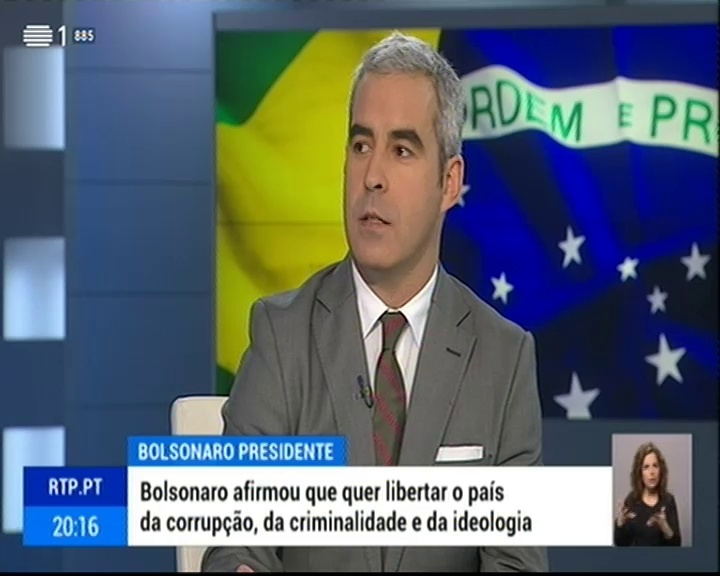 1 885
ORDEM E PR
BOLSONARO PRESIDENTE
RTP.PT
Bolsonaro afirmou que quer libertar o país
20:16
da corrupção, da criminalidade e da ideologia